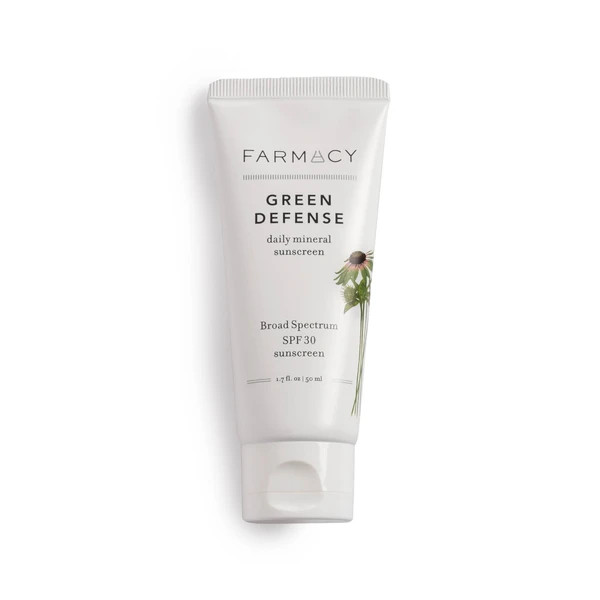 FARMACY
GREEN
DEFENSE
daily mineral
sunscreen
Broad Spectrum
SPF 30
sunscreen
1.7 fl. oz | 50 ml